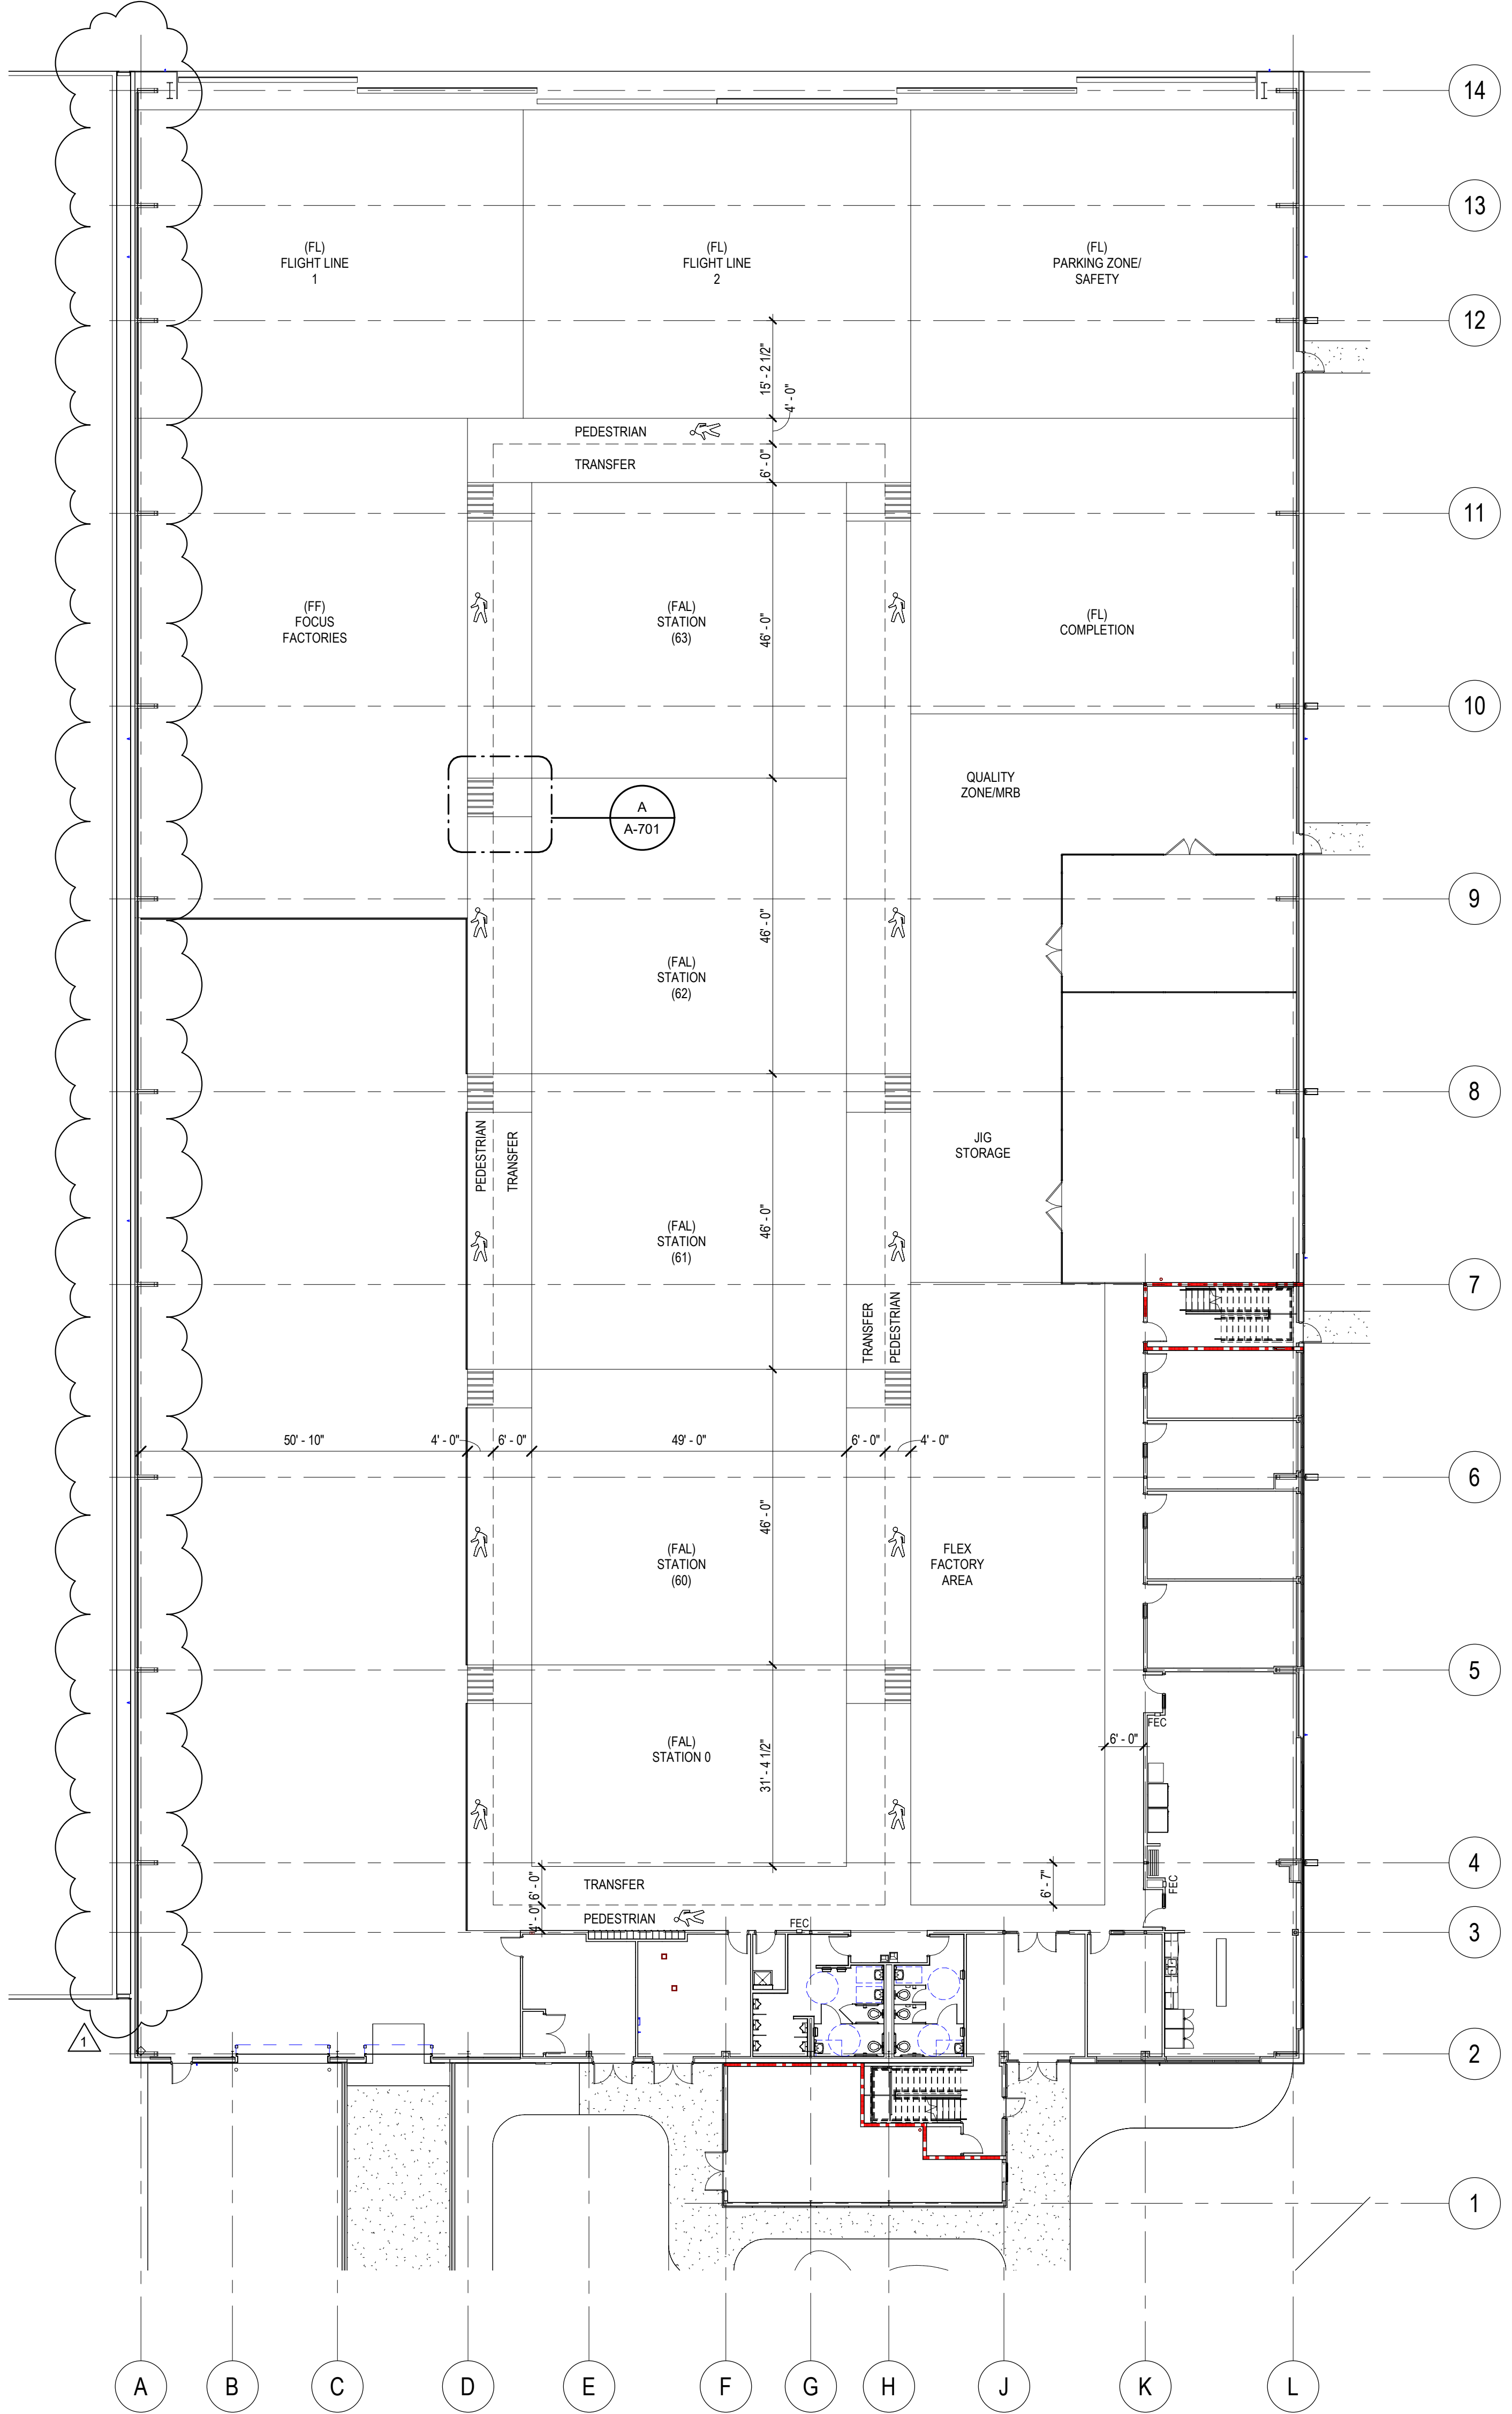 14
13
(FL)
FLIGHT LINE
1
(FL)
FLIGHT LINE
2
(FL)
PARKING ZONE/
SAFETY
12
15' - 2 1/2"
4' - 0"
PEDESTRIAN
TRANSFER
6' - 0"
11
(FF)
FOCUS
FACTORIES
(FAL)
STATION
(63)
46' - 0"
(FL)
COMPLETION
10
QUALITY
ZONE/MRB
A
A-701
9
46' - 0"
(FAL)
STATION
(62)
8
PEDESTRIAN
TRANSFER
JIG
STORAGE
(FAL)
STATION
(61)
46' - 0"
7
TRANSFER
PEDESTRIAN
50' - 10"
4' - 0"
6' - 0"
49' - 0"
6' - 0"
4' - 0"
6
46' - 0"
(FAL)
STATION
(60)
FLEX
FACTORY
AREA
5
FEC
(FAL)
STATION 0
31' - 4 1/2"
6' - 0"
4
6' - 0"
TRANSFER
6' - 7"
FEC
4' - 0"
PEDESTRIAN
FEC
3
1
2
1
A
B
C
D
E
F
G
H
J
K
L